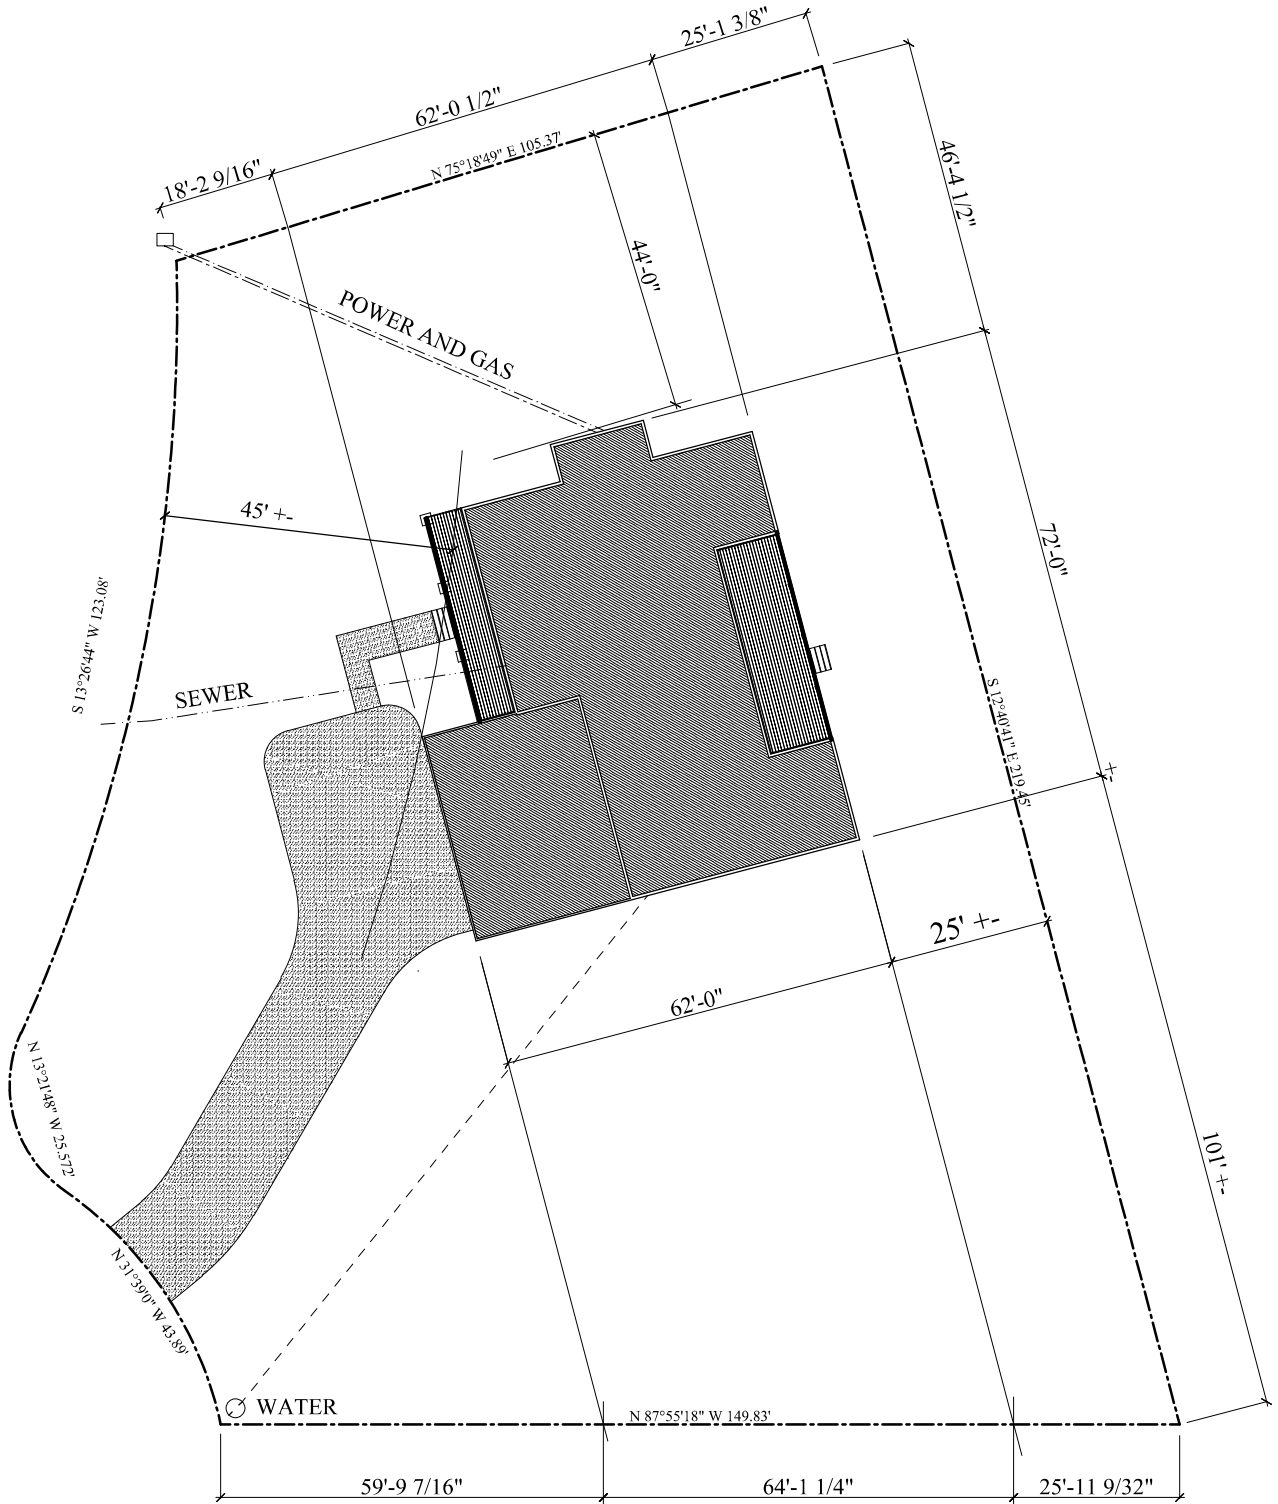 25'-1 3/8"
62'-0 1/2"
18'-2 9/16"
N 75°18'49" E 105.37'
46'-4 1/2"
44'-0"
POWER AND GAS
45' +-
72'-0"
S 13°26'44" W 123.08'
SEWER
S 12°40'41" E 219.45'
+-
25' +-
62'-0"
N 13°21'48" W 25.572'
101' +-
N 31°39'0" W 43.89'
WATER
N 87°55'18" W 149.83'
59'-9 7/16"
64'-1 1/4"
25'-11 9/32"